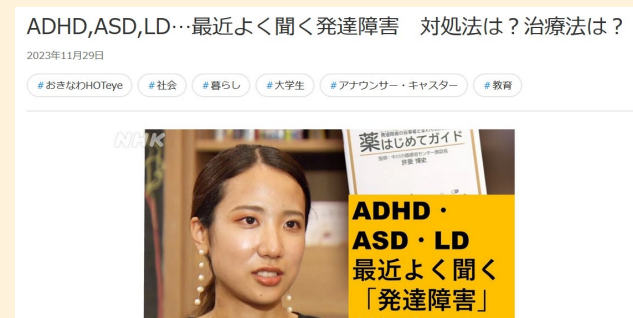 ADHD,ASD,LD…最近よく聞く発達障害　対処法は？治療法は？
2023年11月29日
#おきなわHOTeye #社会 #暮らし #大学生 #アナウンサー・キャスター #教育
NHK
薬はじめてガイド
ADHD・
ASD・LD
最近よく聞く
「発達障害」